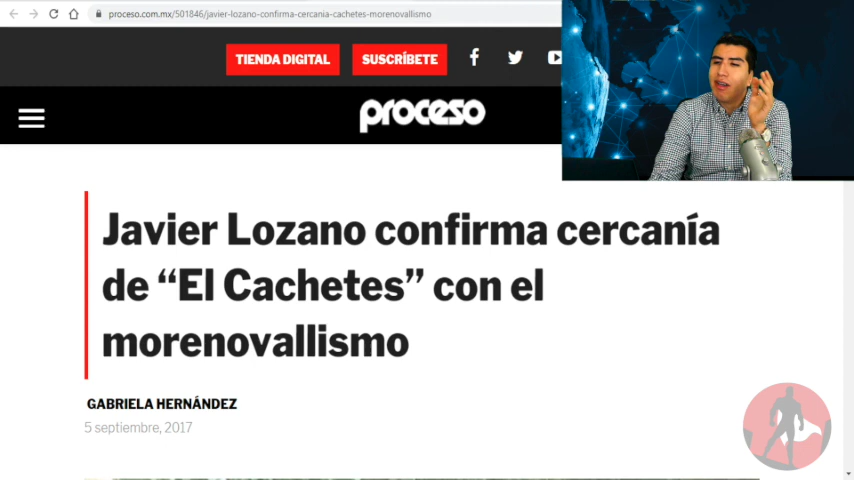 proceso.com.mx/501846/javier-lozano-confirma-cercania-cachetes-morenovallismo
TIENDA DIGITAL
SUSCRÍBETE
proceso
Javier Lozano confirma cercanía
de “El Cachetes” con el
morenovallismo
GABRIELA HERNÁNDEZ
5 septiembre, 2017